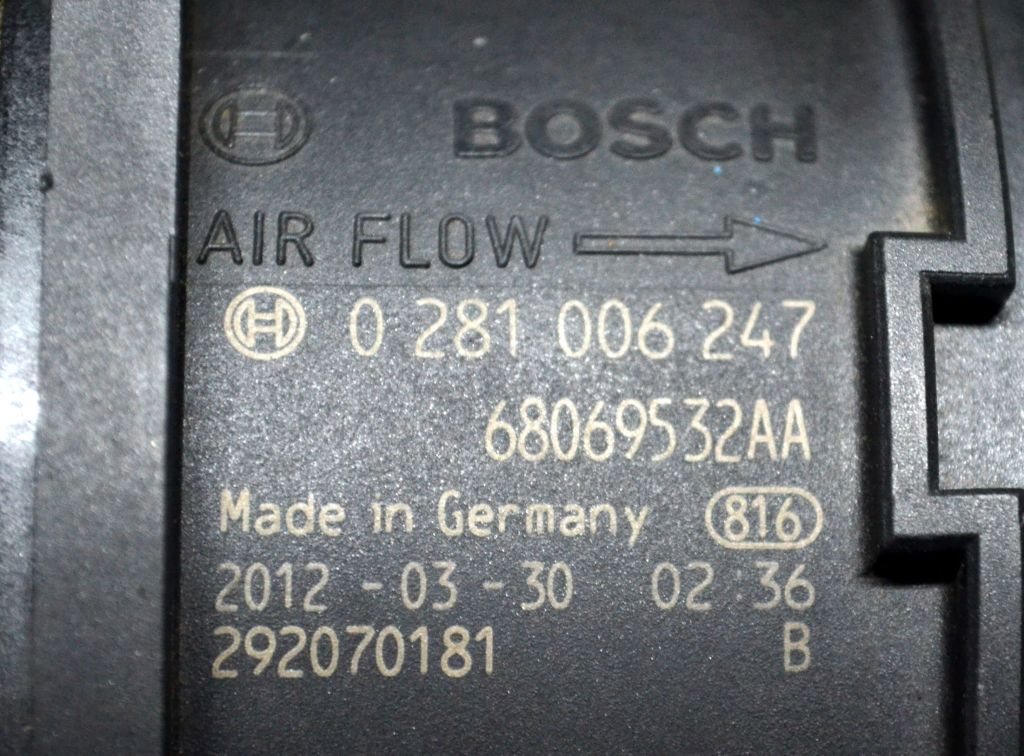 BOSCH
AIR FLOW
0 281 006 247
68069532AA
Made in Germany 816
2012 -03 -30 02:36
292070181 B